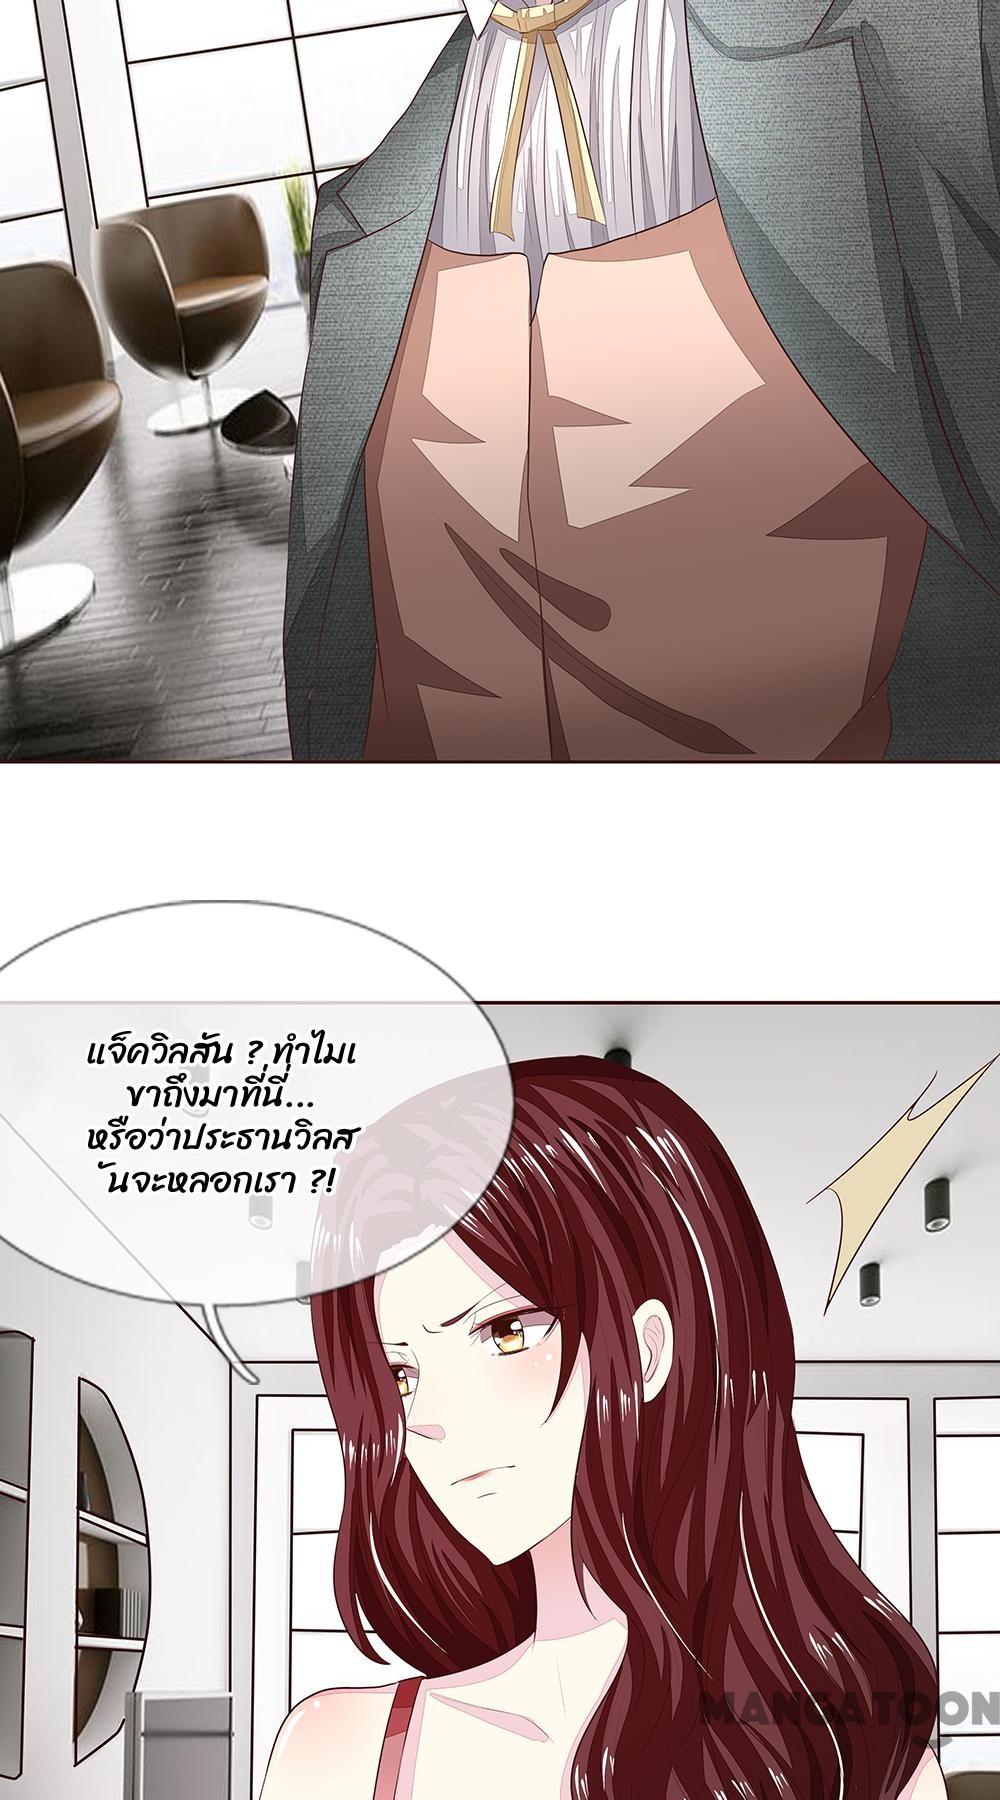 แจ็ควิลสัน ? ทำไมเ
ขาถึงมาที่นี่...
หรือว่าประธานวิลส
ันจะหลอกเรา ?!
MANGATOON